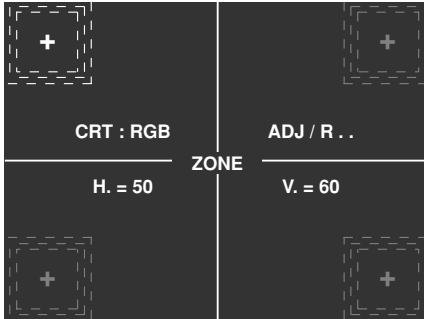 + +
CRT : RGB ADJ / R . .
ZONE
H. = 50 V. = 60
+ +